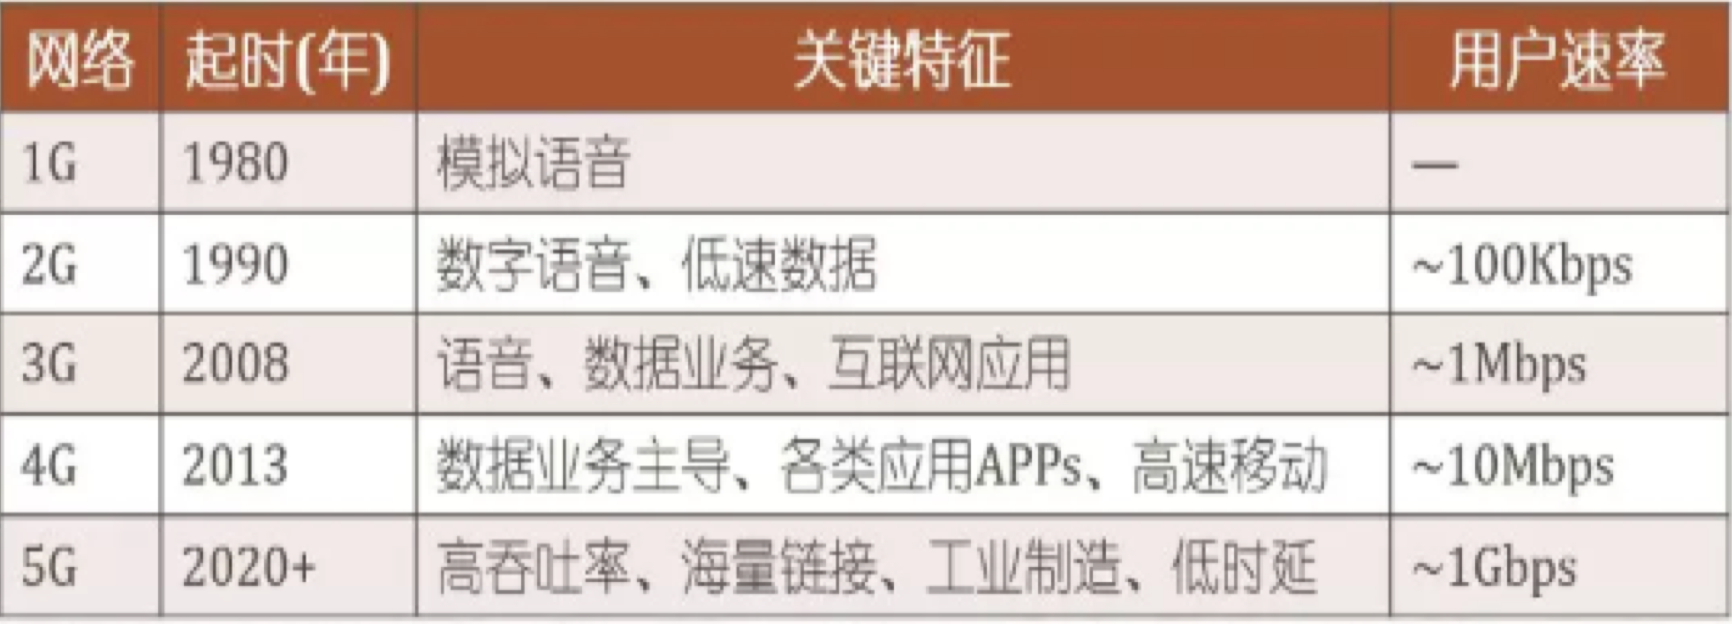 网络 起时(年) 关键特征 用户速率
1G 1980 模拟语音 —
2G 1990 数字语音、低速数据 ~100Kbps
3G 2008 语音、数据业务、互联网应用 ~1Mbps
4G 2013 数据业务主导、各类应用APPs、高速移动 ~10Mbps
5G 2020+ 高吞吐率、海量链接、工业制造、低时延 ~1Gbps